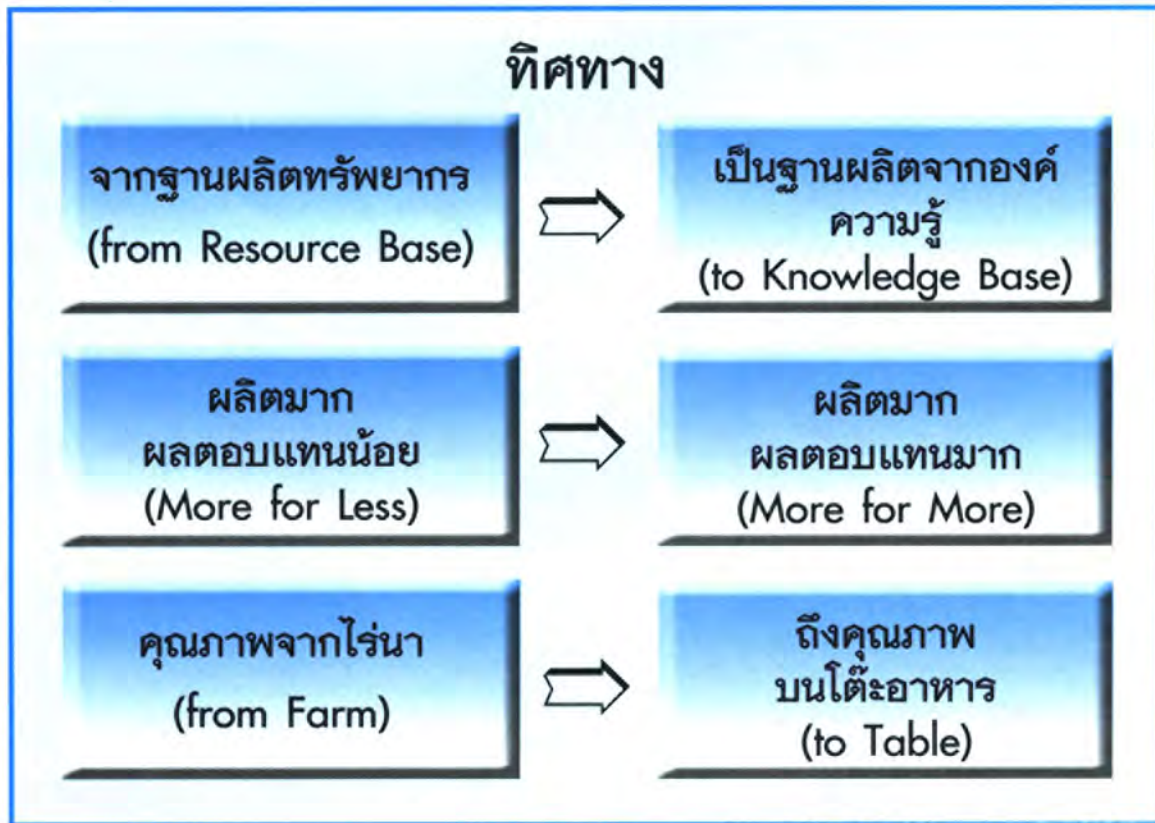 ทิศทาง
จากฐานผลิตทรัพยากร
(from Resource Base)
เป็นฐานผลิตจากองค์
ความรู้
(to Knowledge Base)
ผลิตมาก
ผลตอบแทนน้อย
(More for Less)
ผลิตมาก
ผลตอบแทนมาก
(More for More)
คุณภาพจากไร่นา
(from Farm)
ถึงคุณภาพ
บนโต๊ะอาหาร
(to Table)